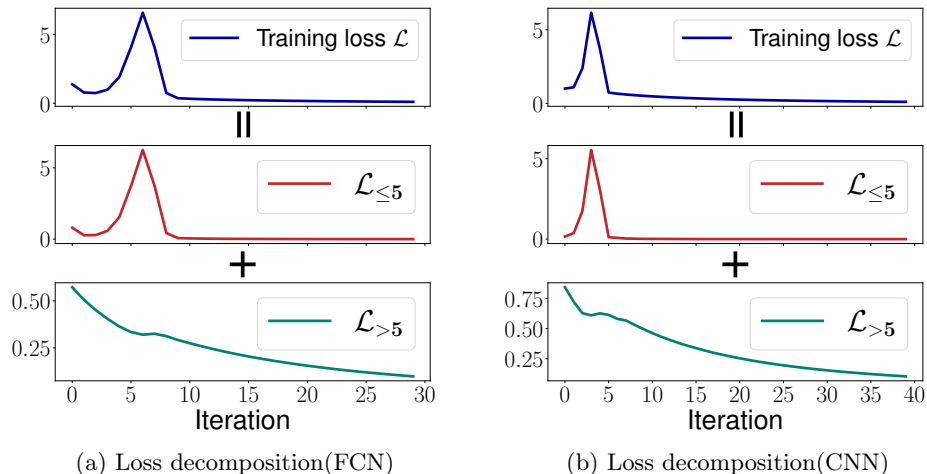 5
0
Training loss ℒ
=
5
0
ℒ≤5
+
0.50
0.25
ℒ>5
0 5 10 15 20 25 30
Iteration
(a) Loss decomposition(FCN)
5
0
Training loss ℒ
=
5
0
ℒ≤5
+
0.75
0.50
0.25
ℒ>5
0 5 10 15 20 25 30 35 40
Iteration
(b) Loss decomposition(CNN)